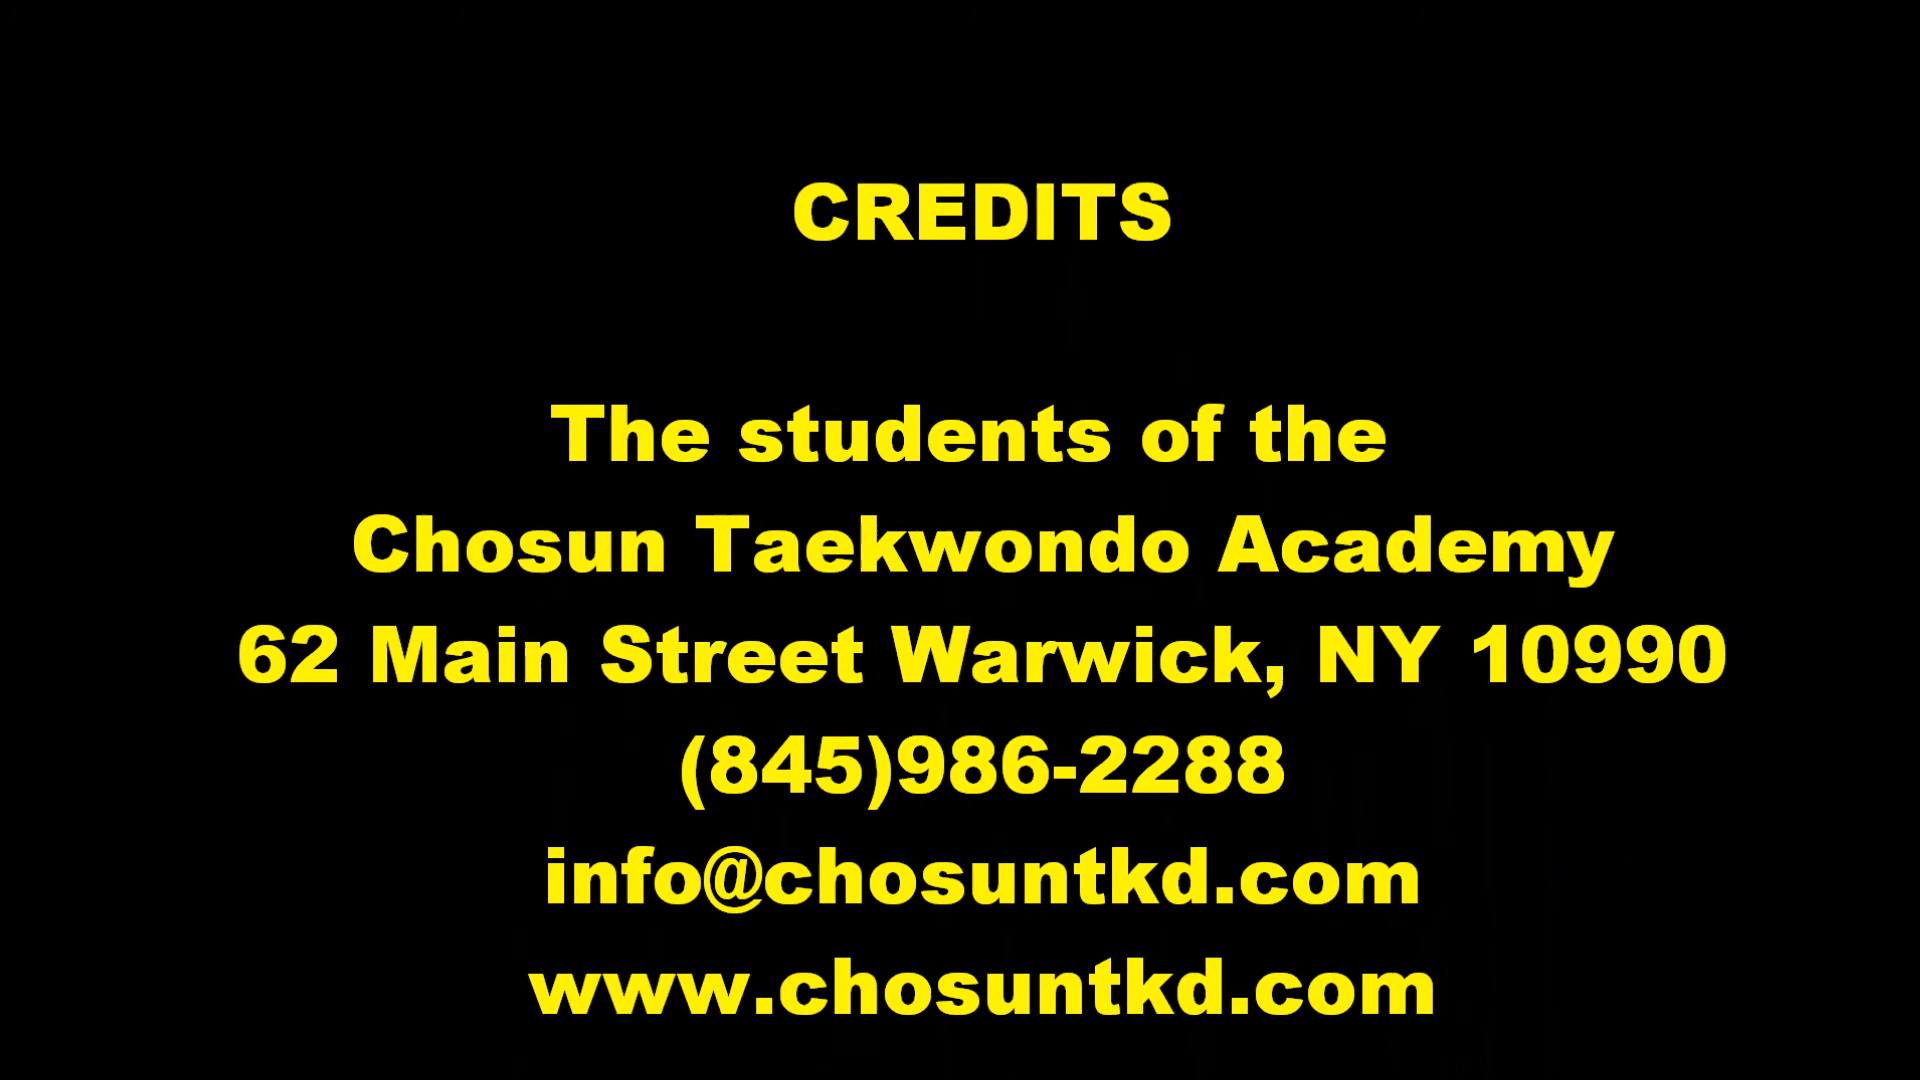 CREDITS
The students of the
Chosun Taekwondo Academy
62 Main Street Warwick, NY 10990
(845)986-2288
info@chosuntkd.com
www.chosuntkd.com